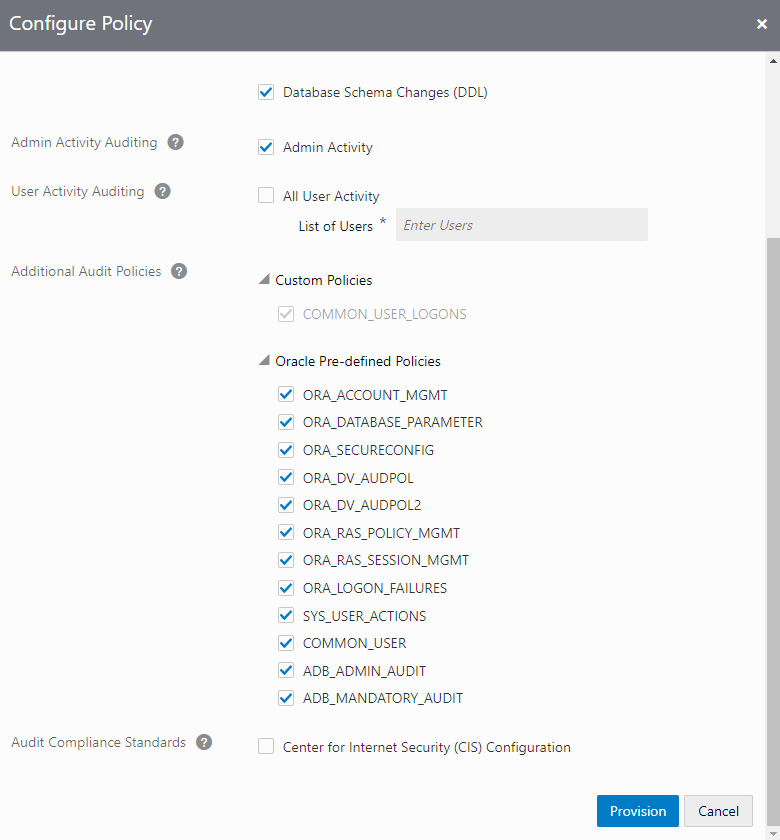 Configure Policy
Database Schema Changes (DDL)
Admin Activity Auditing ?
Admin Activity
User Activity Auditing ?
All User Activity
List of Users *
Enter Users
Additional Audit Policies ?
Custom Policies
COMMON_USER_LOGONS
Oracle Pre-defined Policies
ORA_ACCOUNT_MGMT
ORA_DATABASE_PARAMETER
ORA_SECURECONFIG
ORA_DV_AUDPOL
ORA_DV_AUDPOL2
ORA_RAS_POLICY_MGMT
ORA_RAS_SESSION_MGMT
ORA_LOGON_FAILURES
SYS_USER_ACTIONS
COMMON_USER
ADB_ADMIN_AUDIT
ADB_MANDATORY_AUDIT
Audit Compliance Standards ?
Center for Internet Security (CIS) Configuration
Provision
Cancel